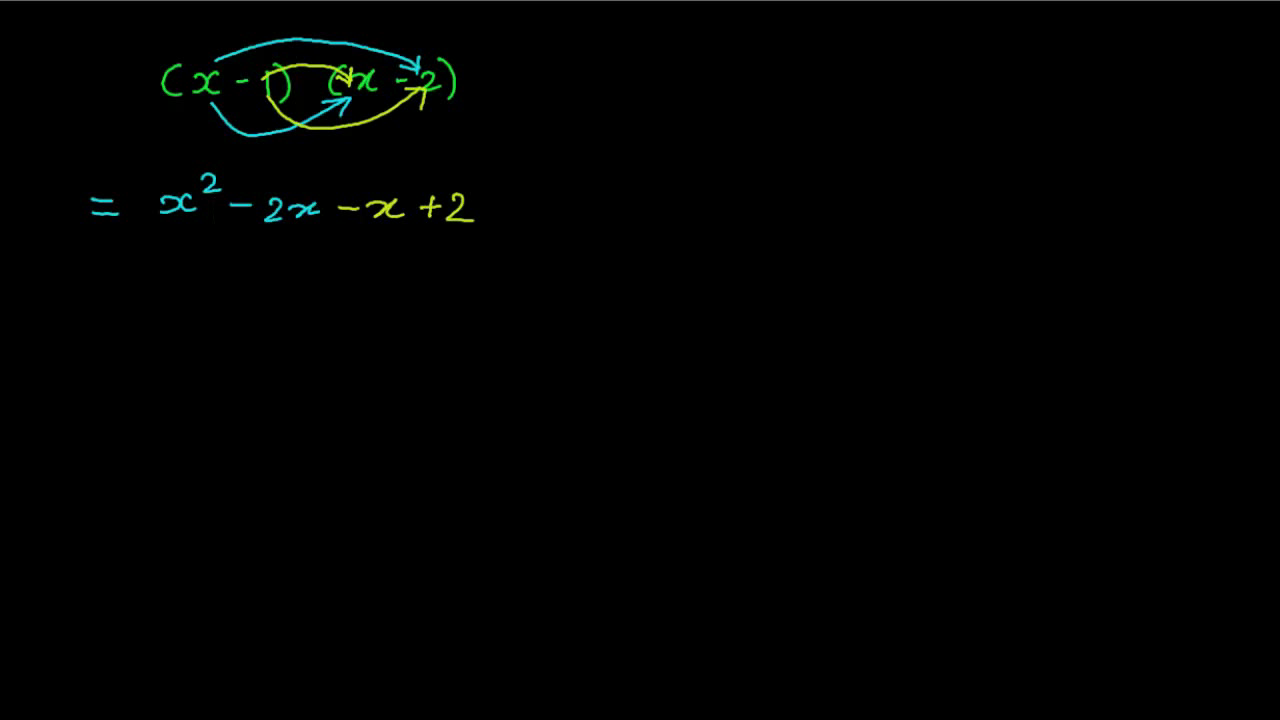 (x - 1) (x - 2)
= x² - 2x - x + 2